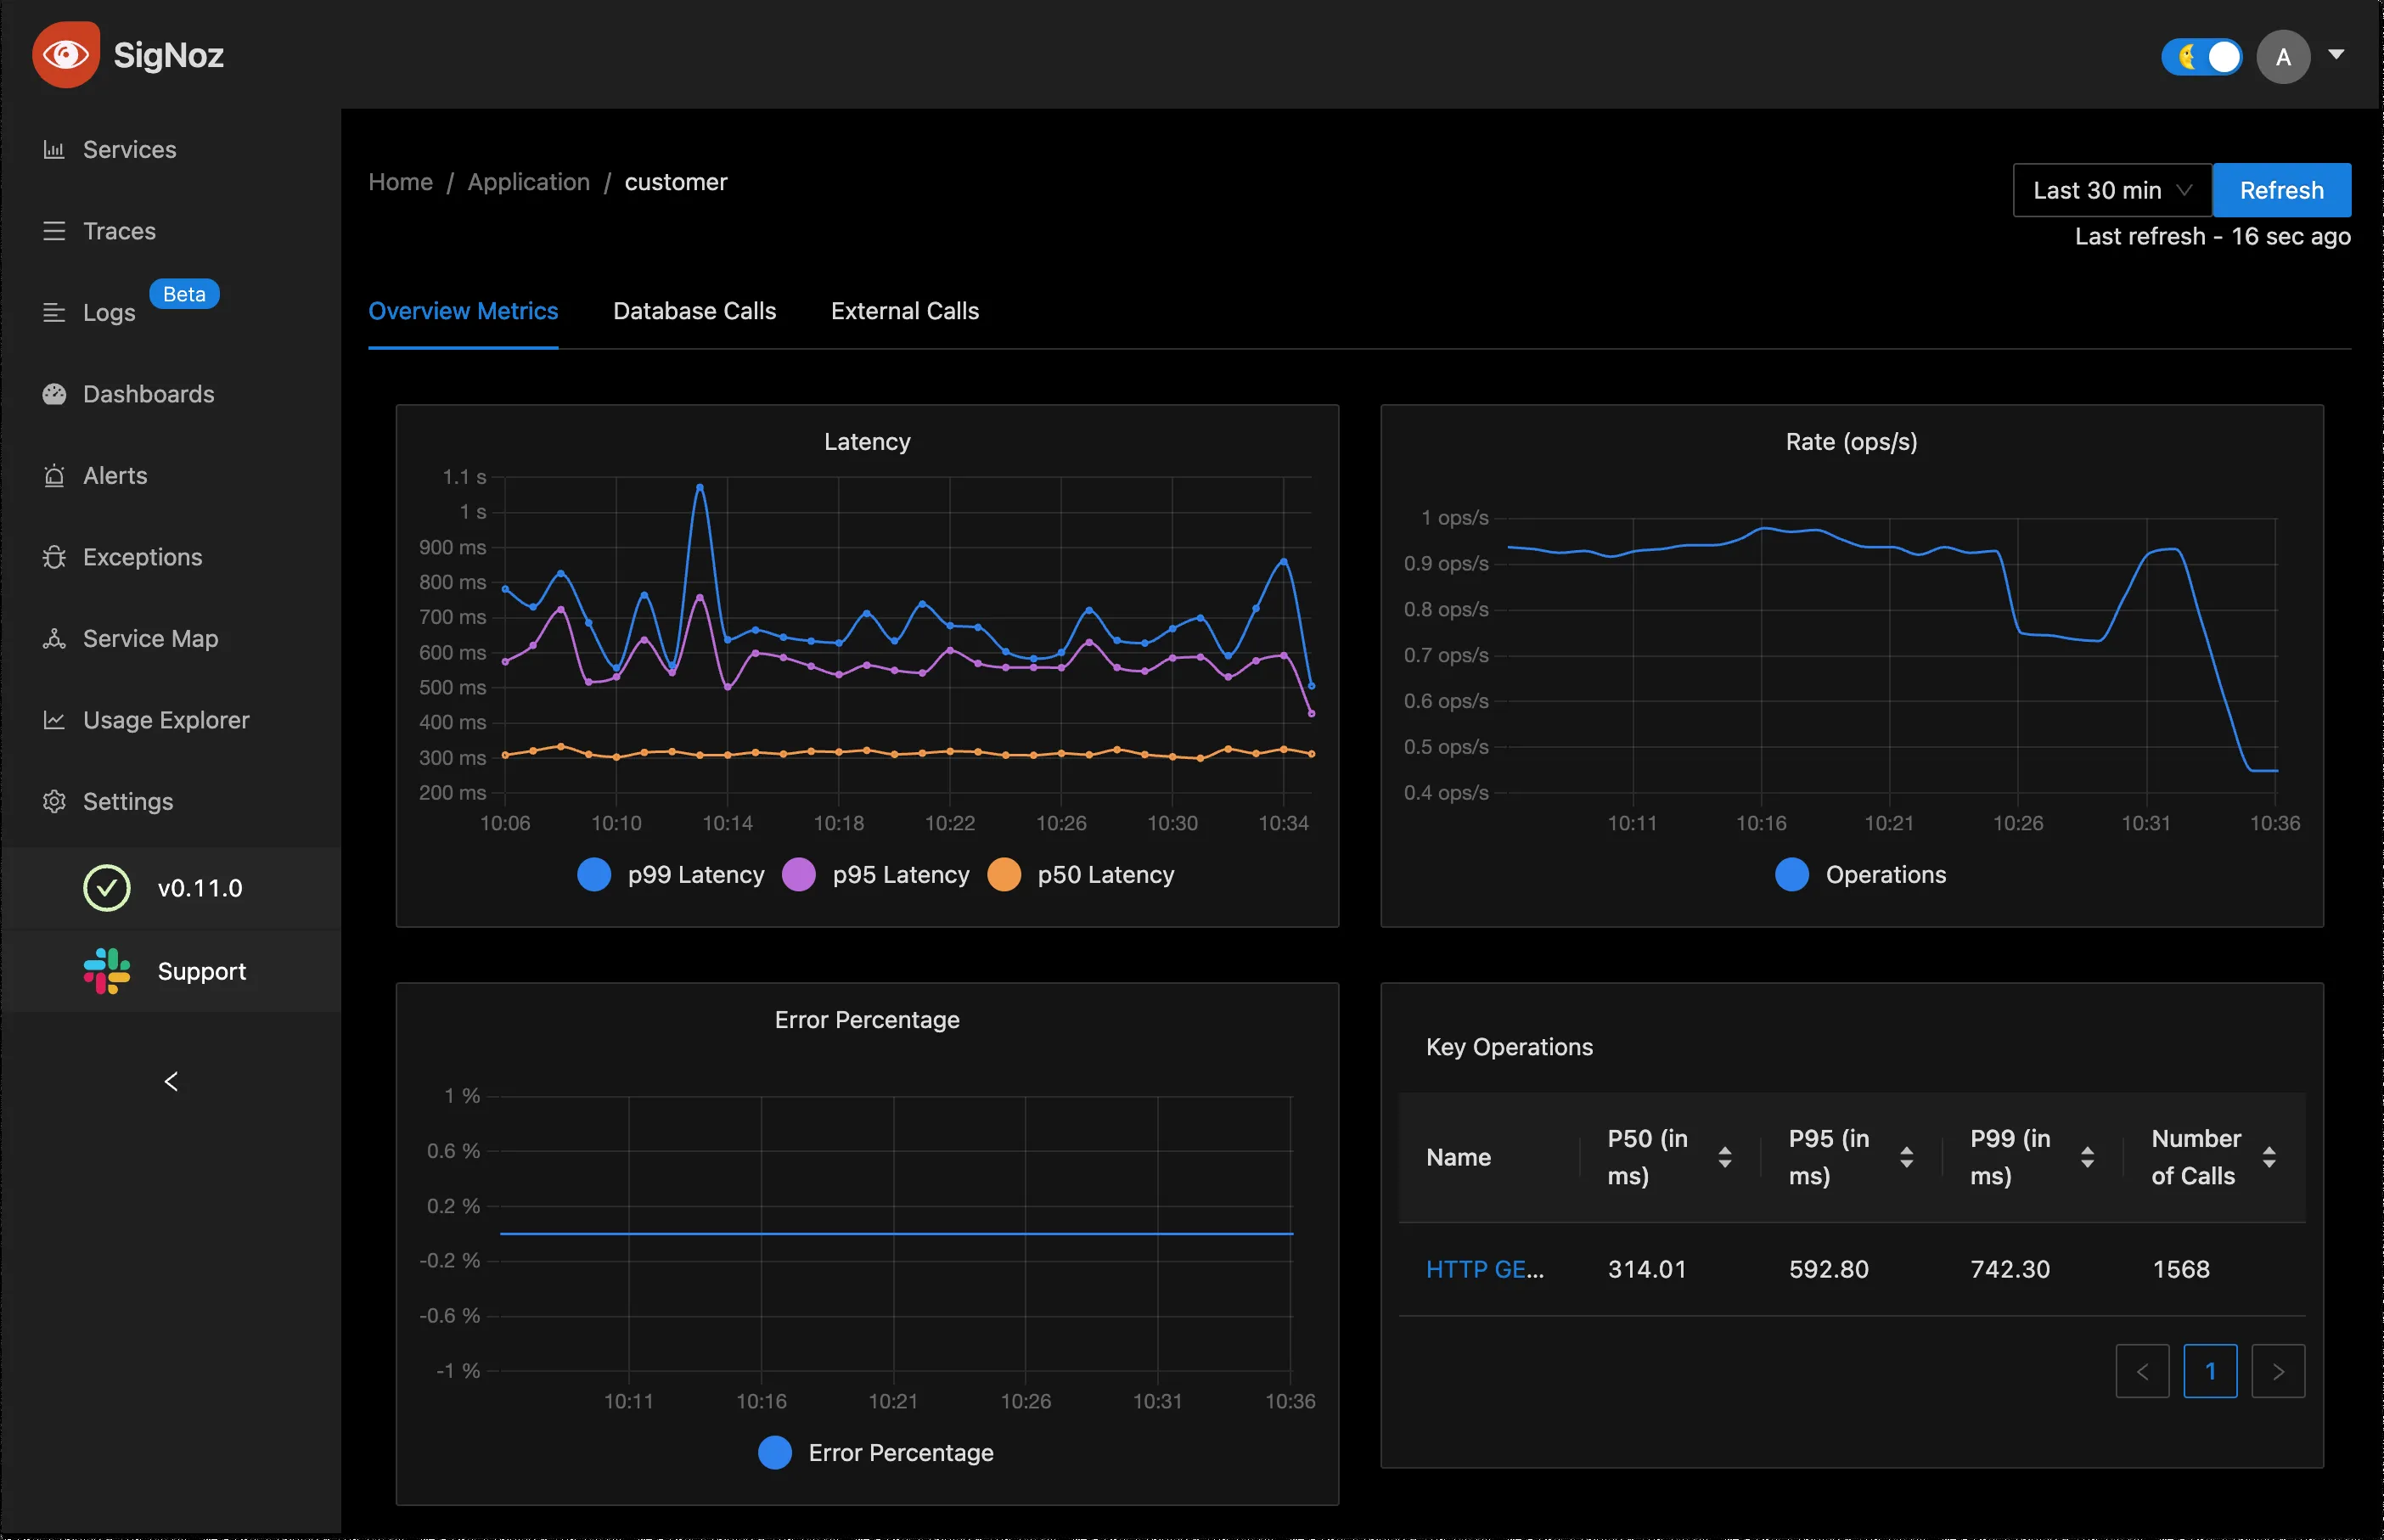 SigNoz
A
Services
Traces
Logs
Beta
Dashboards
Alerts
Exceptions
Service Map
Usage Explorer
Settings
v0.11.0
Support
Home / Application / customer
Last 30 min
Refresh
Last refresh - 16 sec ago
Overview Metrics
Database Calls
External Calls
Latency
1.1 s
1 s
900 ms
800 ms
700 ms
600 ms
500 ms
400 ms
300 ms
200 ms
10:06 10:10 10:14 10:18 10:22 10:26 10:30 10:34
p99 Latency p95 Latency p50 Latency
Rate (ops/s)
1 ops/s
0.9 ops/s
0.8 ops/s
0.7 ops/s
0.6 ops/s
0.5 ops/s
0.4 ops/s
10:11 10:16 10:21 10:26 10:31 10:36
Operations
Error Percentage
1 %
0.6 %
0.2 %
-0.2 %
-0.6 %
-1 %
10:11 10:16 10:21 10:26 10:31 10:36
Error Percentage
Key Operations
Name
P50 (in
ms)
P95 (in
ms)
P99 (in
ms)
Number
of Calls
HTTP GE... 314.01 592.80 742.30 1568
< 1 >